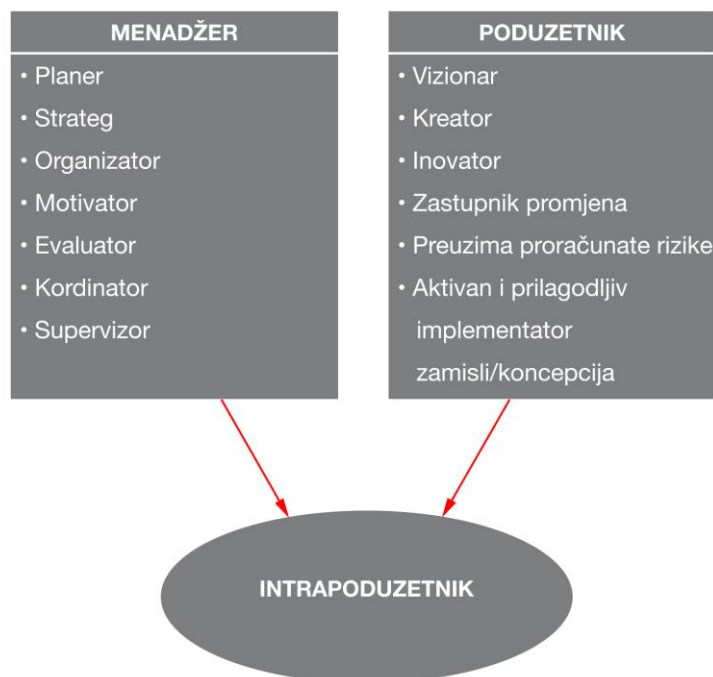 MENADŽER
• Planer
• Strateg
• Organizator
• Motivator
• Evaluator
• Kordinator
• Supervizor
PODUZETNIK
• Vizionar
• Kreator
• Inovator
• Zastupnik promjena
• Preuzima proračunate rizike
• Aktivan i prilagodljiv
implementator
zamisli/koncepcija
INTRAPODUZETNIK